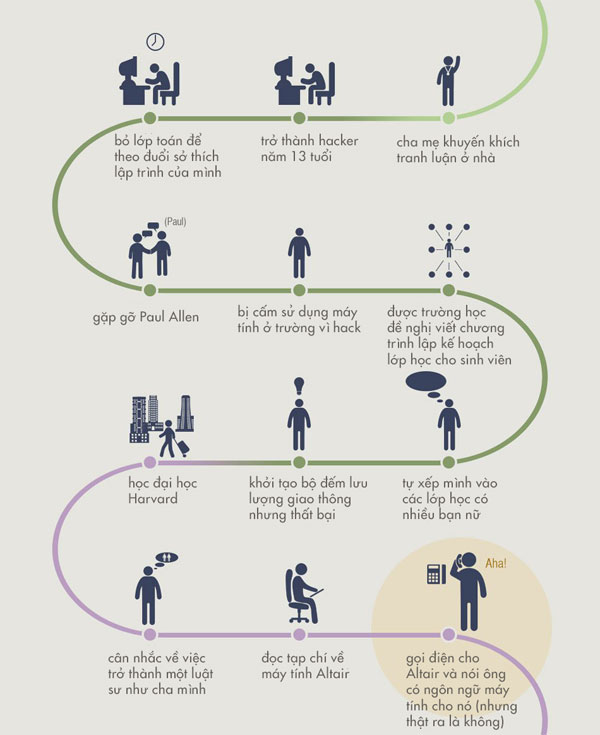 cha mẹ khuyến khích
tranh luận ở nhà
trở thành hacker
năm 13 tuổi
bỏ lớp toán để
theo đuổi sở thích
lập trình của mình
(Paul)
gặp gỡ Paul Allen
bị cấm sử dụng máy
tính ở trường vì hack
được trường học
đề nghị viết chương
trình lập kế hoạch
lớp học cho sinh viên
tự xếp mình vào
các lớp học có
nhiều bạn nữ
khởi tạo bộ đếm lưu
lượng giao thông
nhưng thất bại
học đại học
Harvard
cân nhắc về việc
trở thành một luật
sư như cha mình
đọc tạp chí về
máy tính Altair
Aha!
gọi điện cho
Altair và nói ông
có ngôn ngữ máy
tính cho nó (nhưng
thật ra là không)